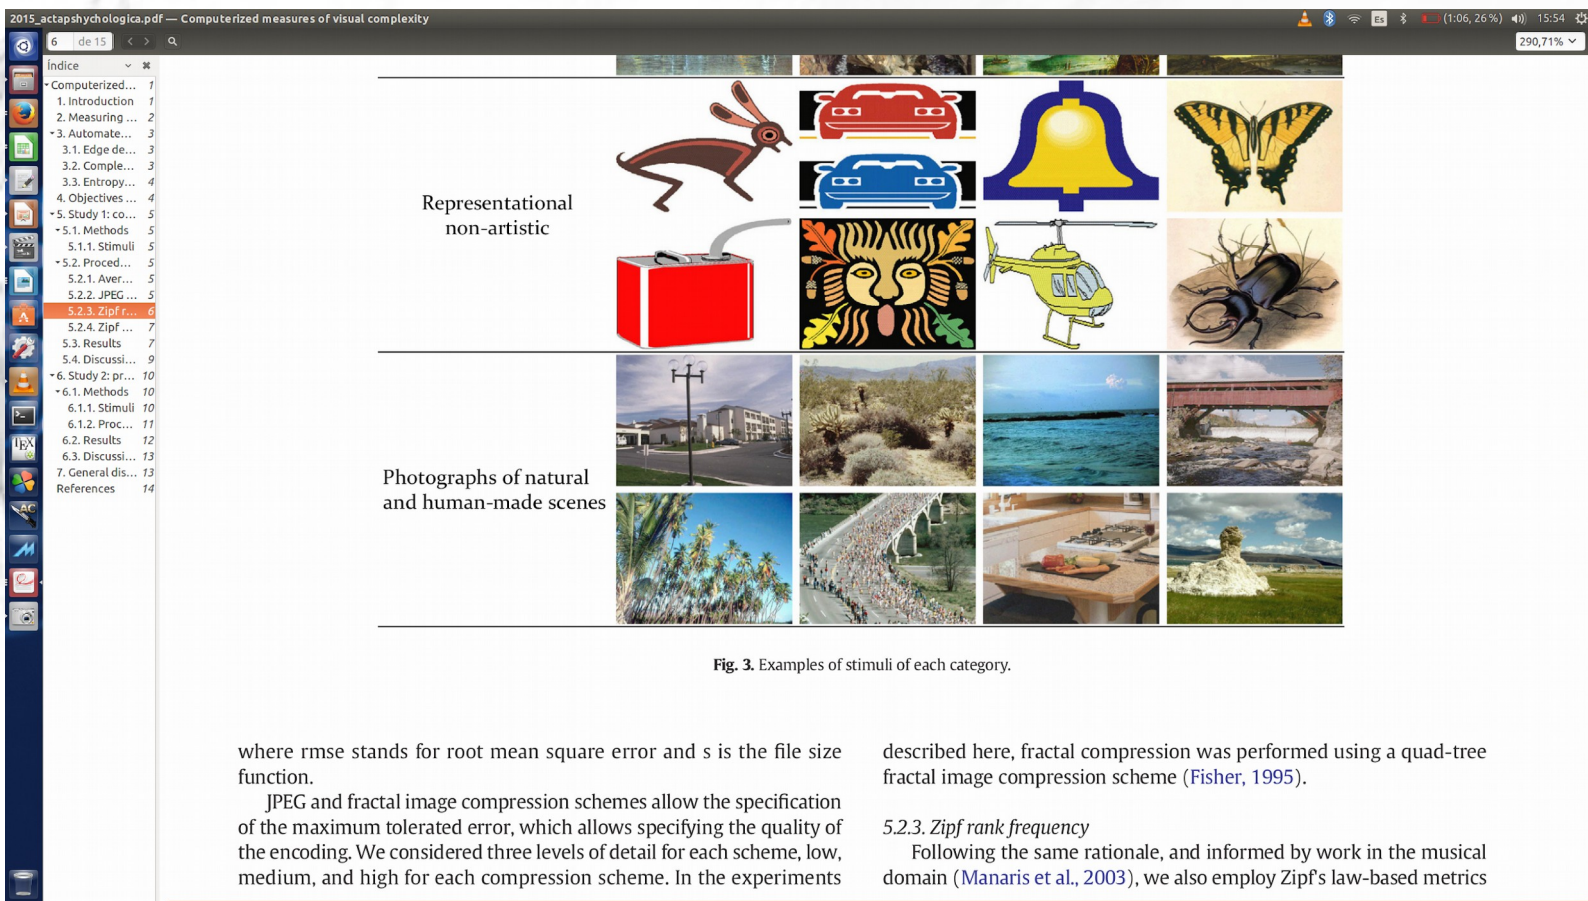 2015_actapshychologica.pdf — Computerized measures of visual complexity
Es
(1:06, 26%)
15:54
6
de 15
290,71%
Índice
Computerized... 1
1. Introduction 1
2. Measuring ... 2
3. Automate... 3
3.1. Edge de... 3
3.2. Comple... 3
3.3. Entropy... 4
4. Objectives ... 4
5. Study 1: co... 5
5.1. Methods 5
5.1.1. Stimuli 5
5.2. Proced... 5
5.2.1. Aver... 5
5.2.2. JPEG ... 5
5.2.3. Zipf r... 6
5.2.4. Zipf ... 7
5.3. Results 7
5.4. Discussi... 9
6. Study 2: pr... 10
6.1. Methods 10
6.1.1. Stimuli 10
6.1.2. Proc... 11
6.2. Results 12
6.3. Discussi... 13
7. General dis... 13
References 14
Representational
non-artistic
Photographs of natural
and human-made scenes
Fig. 3. Examples of stimuli of each category.
where rmse stands for root mean square error and s is the file size
function.
JPEG and fractal image compression schemes allow the specification
of the maximum tolerated error, which allows specifying the quality of
the encoding. We considered three levels of detail for each scheme, low,
medium, and high for each compression scheme. In the experiments
described here, fractal compression was performed using a quad-tree
fractal image compression scheme (Fisher, 1995).
5.2.3. Zipf rank frequency
Following the same rationale, and informed by work in the musical
domain (Manaris et al., 2003), we also employ Zipf's law-based metrics